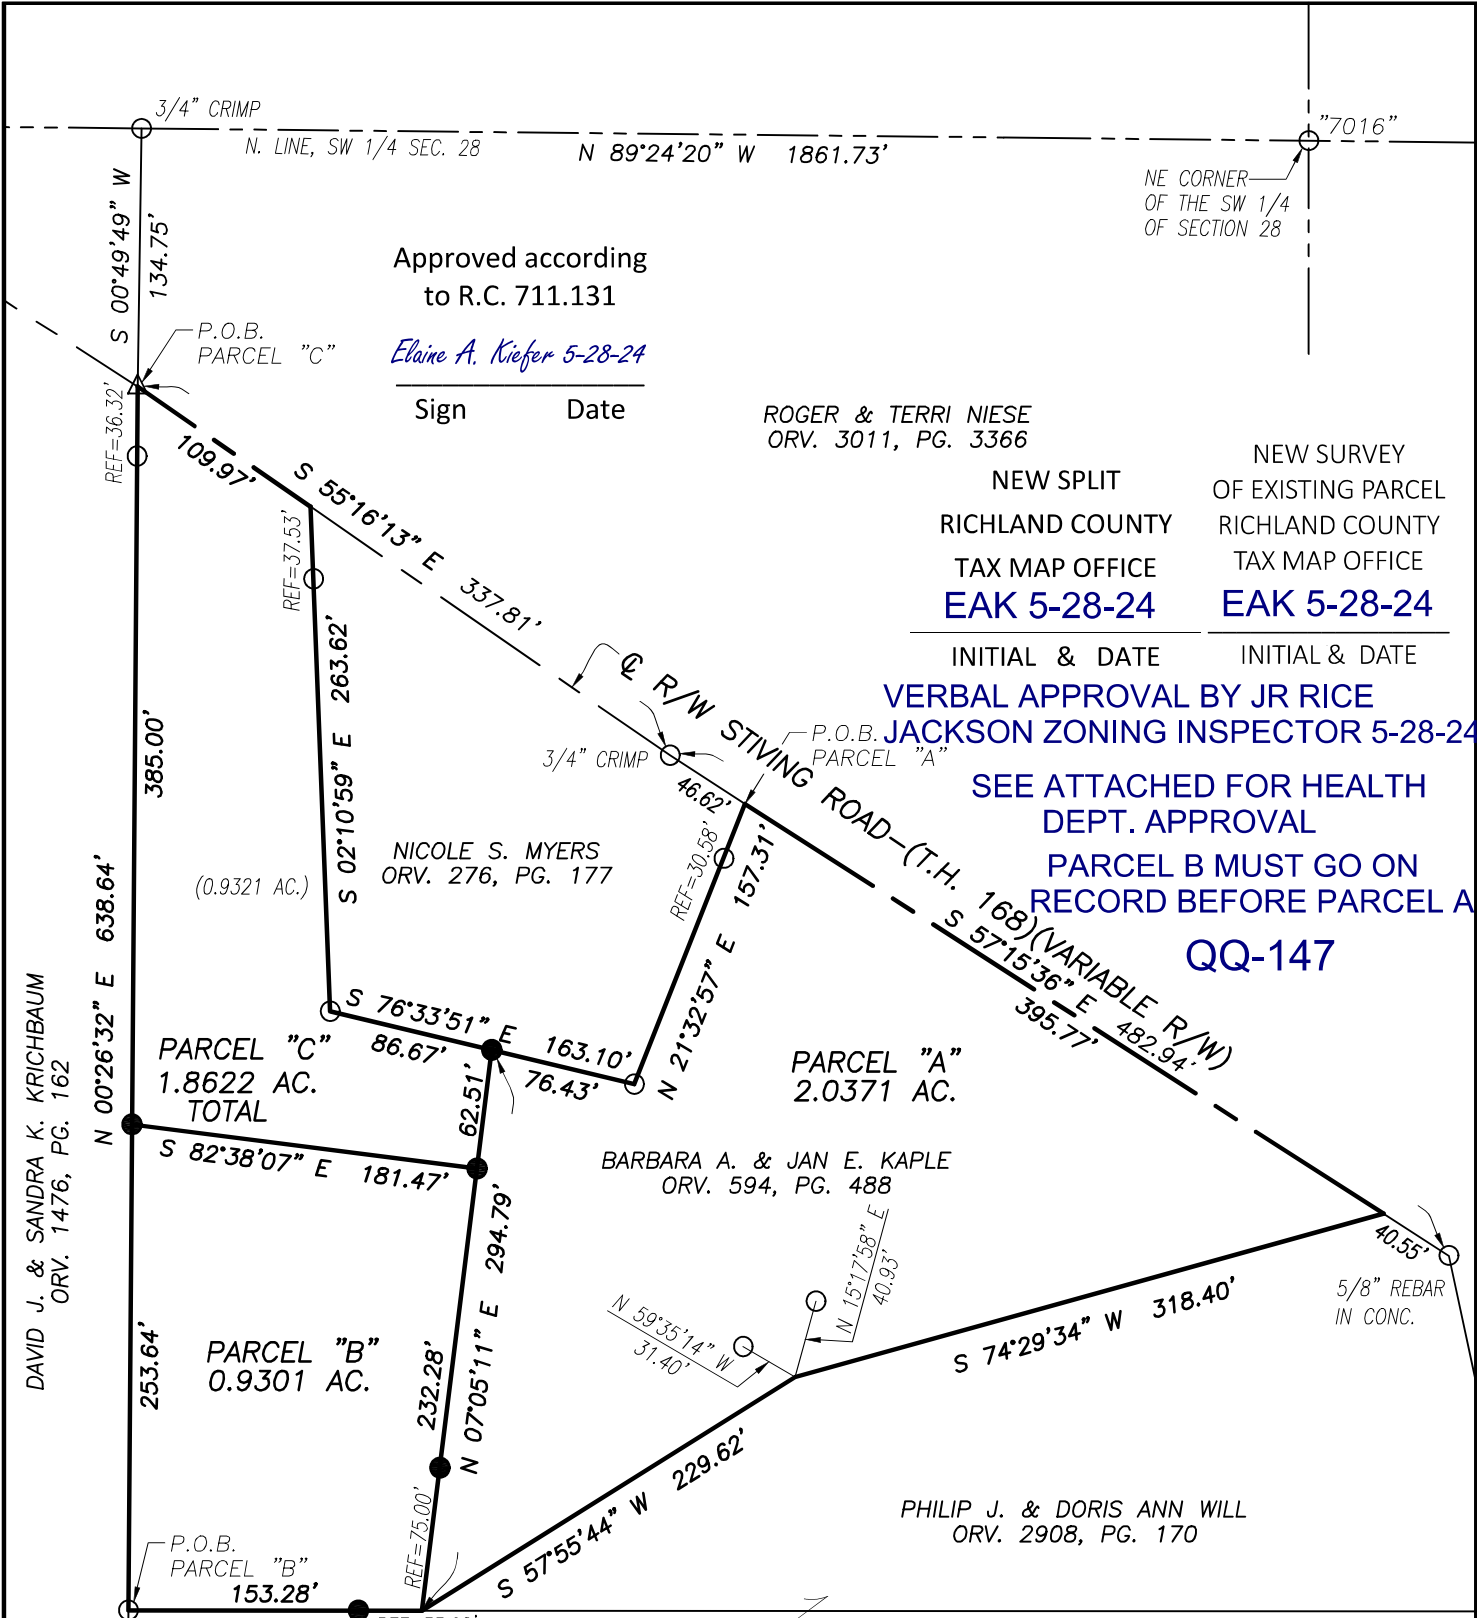 3/4" CRIMP
"7016"
N. LINE, SW 1/4 SEC. 28
N 89°24'20" W 1861.73'
NE CORNER
OF THE SW 1/4
OF SECTION 28
S 00°49'49" W
134.75'
Approved according
to R.C. 711.131
Elaine A. Kiefer 5-28-24
Sign Date
P.O.B.
PARCEL "C"
REF=36.32'
109.97'
S 55°16'13" E 337.81'
ROGER & TERRI NIESE
ORV. 3011, PG. 3366
NEW SPLIT
RICHLAND COUNTY
TAX MAP OFFICE
EAK 5-28-24
INITIAL & DATE
NEW SURVEY
OF EXISTING PARCEL
RICHLAND COUNTY
TAX MAP OFFICE
EAK 5-28-24
INITIAL & DATE
VERBAL APPROVAL BY JR RICE
JACKSON ZONING INSPECTOR 5-28-24
SEE ATTACHED FOR HEALTH
DEPT. APPROVAL
PARCEL B MUST GO ON
RECORD BEFORE PARCEL A
QQ-147
REF=37.53'
S 02°10'59" E 263.62'
℄ R/W STIVING ROAD-(T.H. 168)(VARIABLE R/W)
3/4" CRIMP
P.O.B.
PARCEL "A"
46.62'
REF=30.58'
N 21°32'57" E 157.31'
S 57°15'36" E 482.94'
395.77'
385.00'
N 00°26'32" E 638.64'
(0.9321 AC.)
NICOLE S. MYERS
ORV. 276, PG. 177
DAVID J. & SANDRA K. KRICHBAUM
ORV. 1476, PG. 162
S 76°33'51" E 163.10'
86.67'
76.43'
PARCEL "C"
1.8622 AC.
TOTAL
62.51'
PARCEL "A"
2.0371 AC.
S 82°38'07" E 181.47'
BARBARA A. & JAN E. KAPLE
ORV. 594, PG. 488
N 07°05'11" E 294.79'
232.28'
N 15°17'58" E
40.93'
N 59°35'14" W
31.40'
40.55'
5/8" REBAR
IN CONC.
S 74°29'34" W 318.40'
253.64'
PARCEL "B"
0.9301 AC.
S 57°55'44" W 229.62'
PHILIP J. & DORIS ANN WILL
ORV. 2908, PG. 170
REF=75.00'
P.O.B.
PARCEL "B"
153.28'